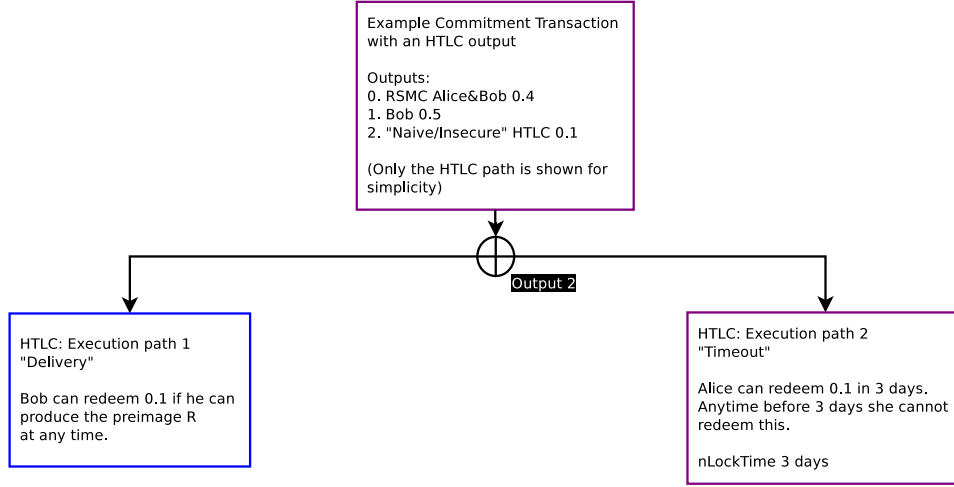 Example Commitment Transaction
with an HTLC output
Outputs:
0. RSMC Alice&Bob 0.4
1. Bob 0.5
2. "Naive/Insecure" HTLC 0.1
(Only the HTLC path is shown for
simplicity)
Output 2
HTLC: Execution path 1
"Delivery"
Bob can redeem 0.1 if he can
produce the preimage R
at any time.
HTLC: Execution path 2
"Timeout"
Alice can redeem 0.1 in 3 days.
Anytime before 3 days she cannot
redeem this.
nLockTime 3 days